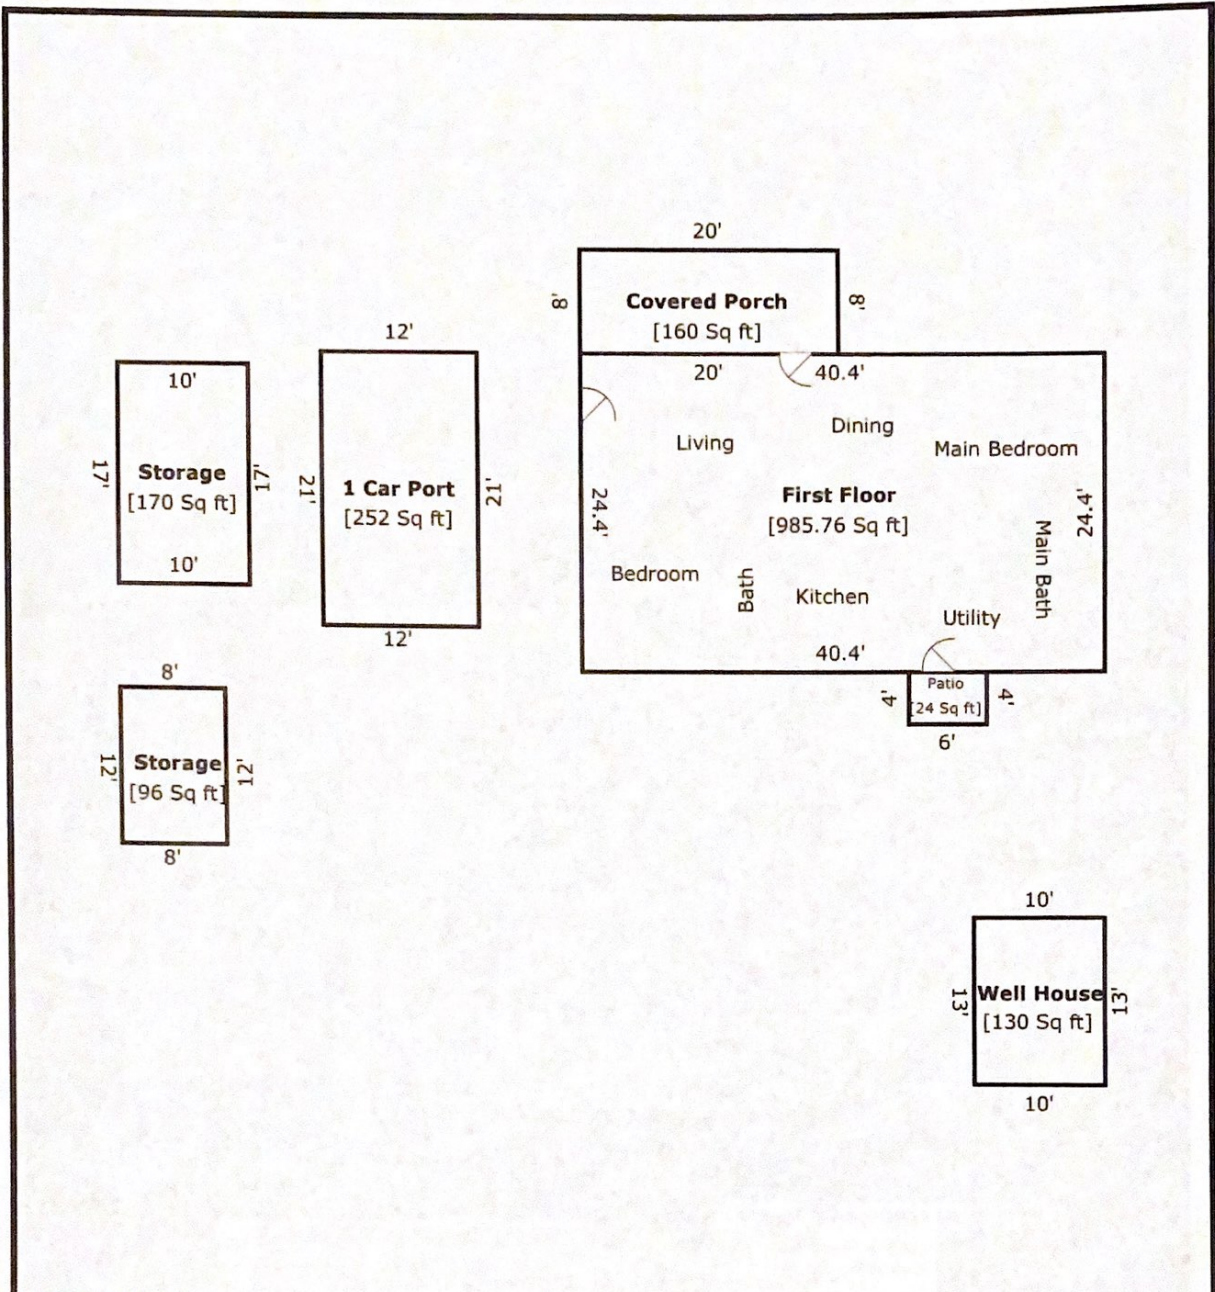 20'
8'
Covered Porch
8'
[160 Sq ft]
20'
40.4'
Living
Dining
Main Bedroom
First Floor
[985.76 Sq ft]
24.4'
24.4'
Bedroom
Bath
Kitchen
Main Bath
Utility
40.4'
Patio
[24 Sq ft]
4'
4'
6'
12'
21'
1 Car Port
[252 Sq ft]
21'
12'
10'
17'
Storage
[170 Sq ft]
17'
10'
8'
12'
Storage
[96 Sq ft]
12'
8'
10'
13'
Well House
[130 Sq ft]
13'
10'